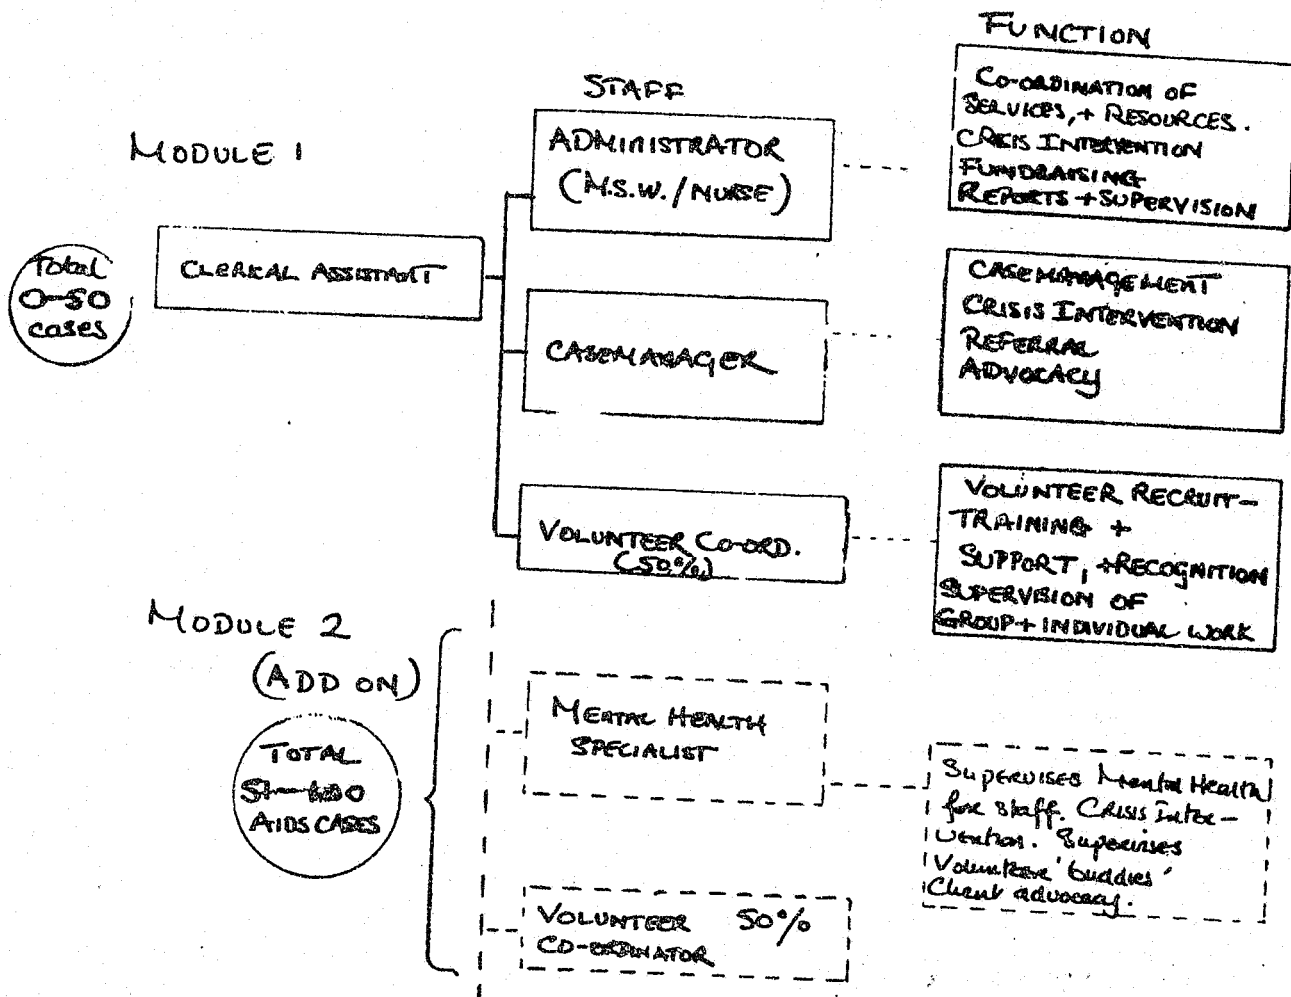 FUNCTION
STAFF
MODULE 1
Total
0-50
cases
CLERICAL ASSISTANT
ADMINISTRATOR
(M.S.W./NURSE)
CO-ORDINATION OF
SERVICES, + RESOURCES.
CRISIS INTERVENTION
FUNDRAISING
REPORTS + SUPERVISION
CASEMANAGER
CASEMANAGEMENT
CRISIS INTERVENTION
REFERRAL
ADVOCACY
VOLUNTEER CO-ORD.
(50%)
VOLUNTEER RECRUIT-
TRAINING +
SUPPORT, +RECOGNITION
SUPERVISION OF
GROUP + INDIVIDUAL WORK
MODULE 2
(ADD ON)
TOTAL
51-
AIDS CASES
MENTAL HEALTH
SPECIALIST
Supervises Mental Health
for staff. Crisis Inter-
vention. Supervises
Volunteer 'buddies'
Client advocacy.
VOLUNTEER 50%
CO-ORDINATOR